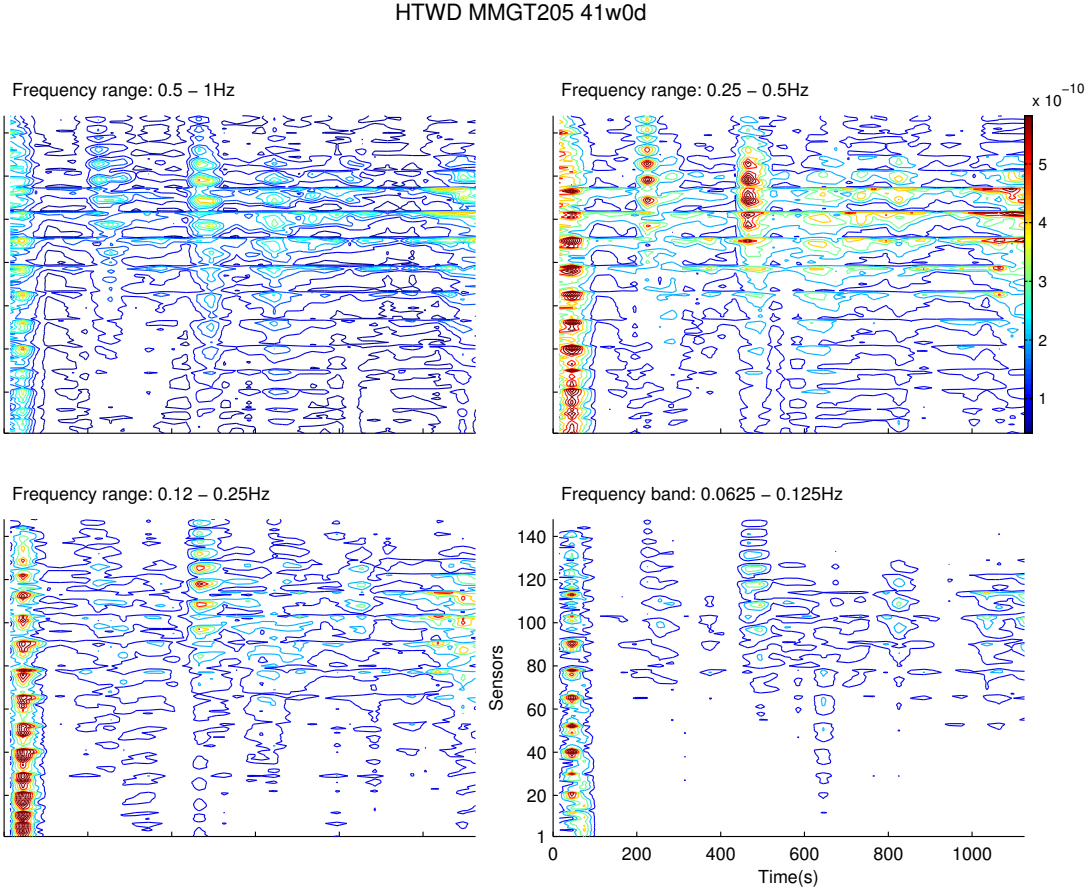 HTWD MMGT205 41w0d
Frequency range: 0.5 − 1Hz
Frequency range: 0.25 − 0.5Hz
x 10⁻¹⁰
5
4
3
2
1
Frequency range: 0.12 − 0.25Hz
Frequency band: 0.0625 − 0.125Hz
140
120
100
80
60
40
20
1
Sensors
0 200 400 600 800 1000
Time(s)